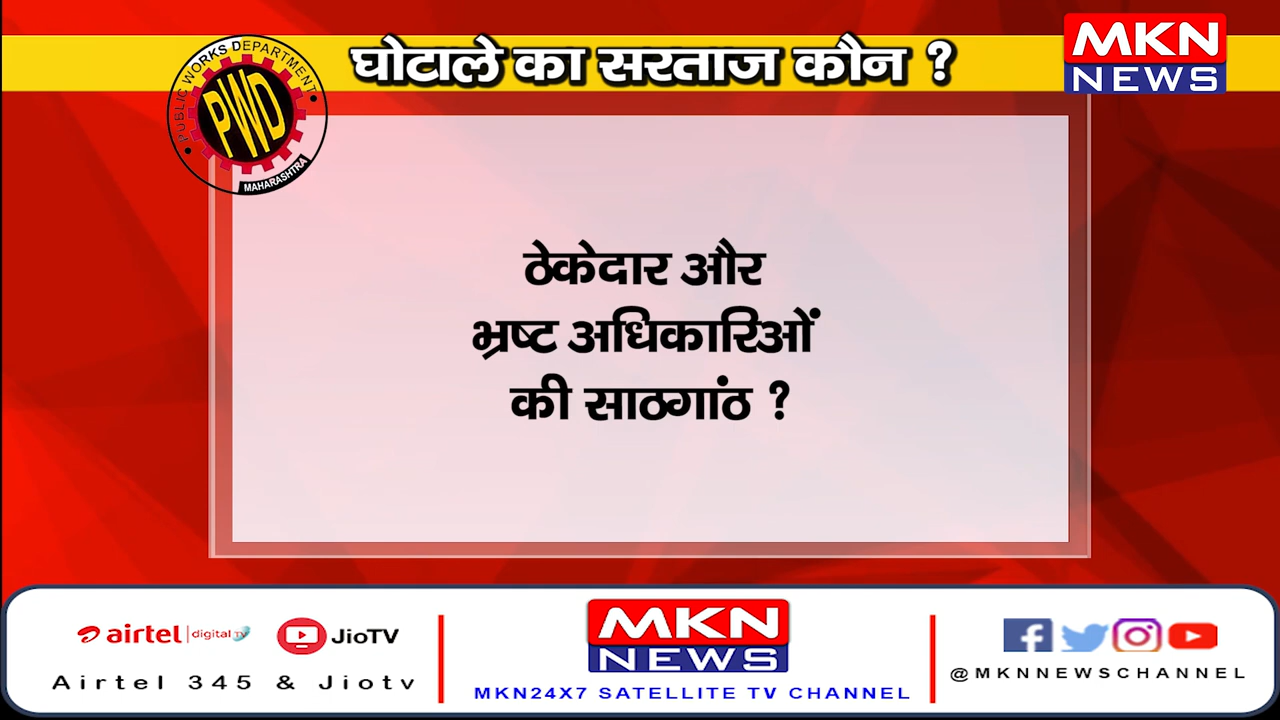 घोटाले का सरताज कौन ?
MKN
NEWS
PUBLIC WORKS DEPARTMENT
PWD
MAHARASHTRA
ठेकेदार और
भ्रष्ट अधिकारिओं
की साठगांठ ?
airtel digital TV
JioTV
Airtel 345 & Jiotv
MKN
NEWS
MKN24X7 SATELLITE TV CHANNEL
@MKNNEWSCHANNEL